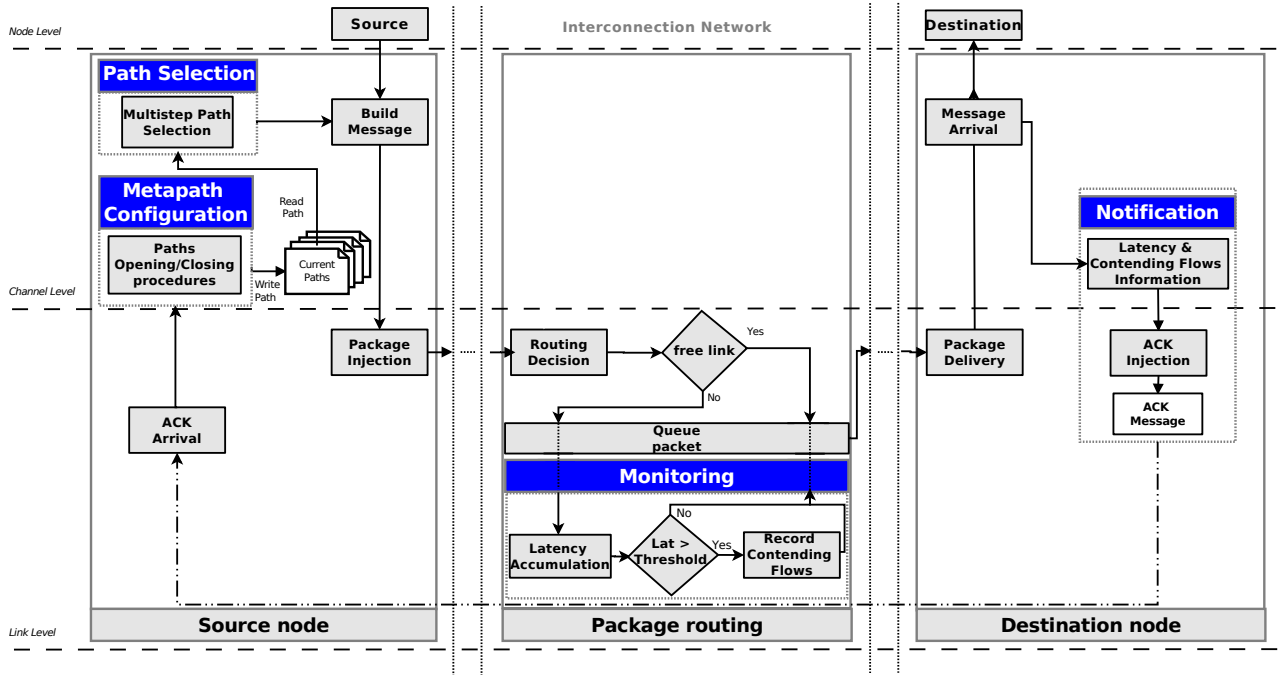 Node Level
Source
Interconnection Network
Destination
Path Selection
Multistep Path
Selection
Build
Message
Metapath
Configuration
Read
Path
Paths
Opening/Closing
procedures
Current
Paths
Write
Path
Channel Level
Package
Injection
ACK
Arrival
Source node
Routing
Decision
free link
Yes
No
Queue
packet
Monitoring
Latency
Accumulation
Lat >
Threshold
No
Yes
Record
Contending
Flows
Package routing
Message
Arrival
Notification
Latency &
Contending Flows
Information
Package
Delivery
ACK
Injection
ACK
Message
Destination node
Link Level